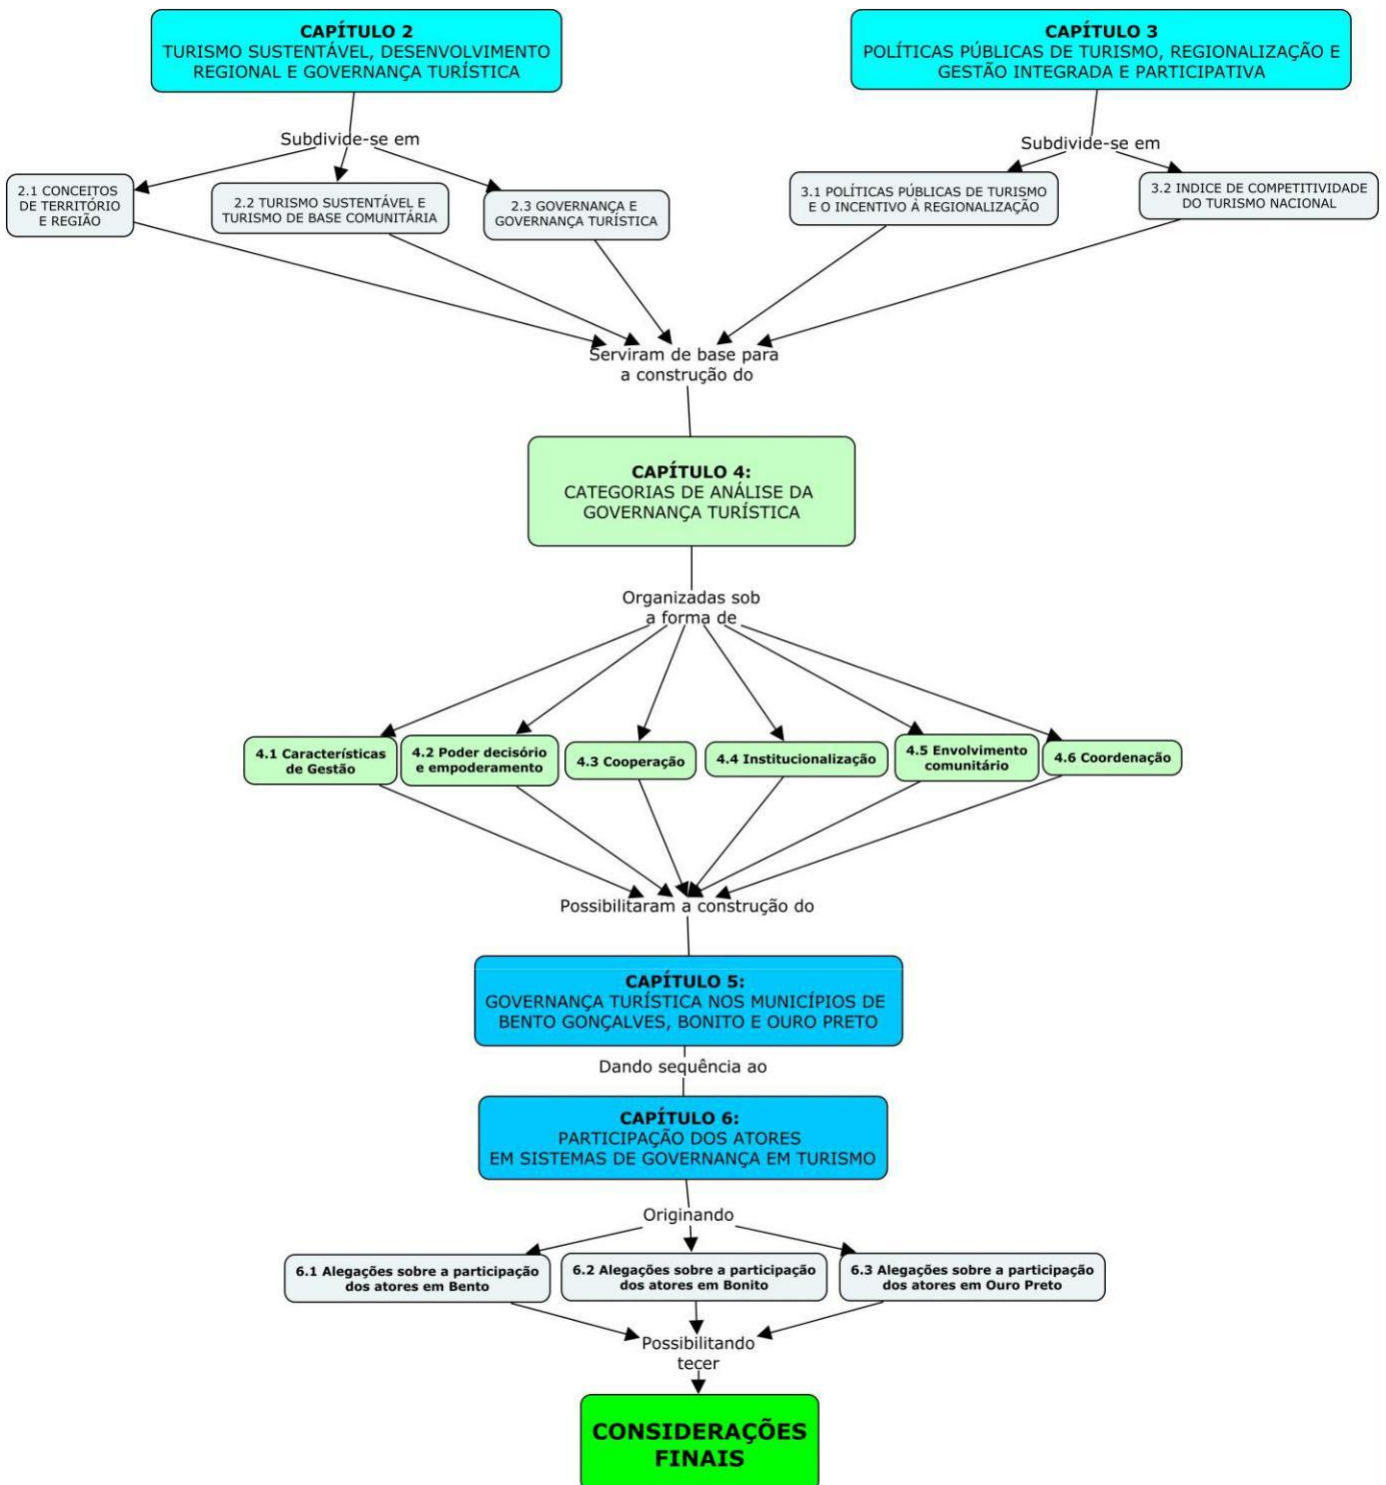 CAPÍTULO 2
TURISMO SUSTENTÁVEL, DESENVOLVIMENTO
REGIONAL E GOVERNANÇA TURÍSTICA
CAPÍTULO 3
POLÍTICAS PÚBLICAS DE TURISMO, REGIONALIZAÇÃO E
GESTÃO INTEGRADA E PARTICIPATIVA
Subdivide-se em
Subdivide-se em
2.1 CONCEITOS
DE TERRITÓRIO
E REGIÃO
2.2 TURISMO SUSTENTÁVEL E
TURISMO DE BASE COMUNITÁRIA
2.3 GOVERNANÇA E
GOVERNANÇA TURÍSTICA
3.1 POLÍTICAS PÚBLICAS DE TURISMO
E O INCENTIVO À REGIONALIZAÇÃO
3.2 INDICE DE COMPETITIVIDADE
DO TURISMO NACIONAL
Serviram de base para
a construção do
CAPÍTULO 4:
CATEGORIAS DE ANÁLISE DA
GOVERNANÇA TURÍSTICA
Organizadas sob
a forma de
4.1 Características
de Gestão
4.2 Poder decisório
e empoderamento
4.3 Cooperação
4.4 Institucionalização
4.5 Envolvimento
comunitário
4.6 Coordenação
Possibilitaram a construção do
CAPÍTULO 5:
GOVERNANÇA TURÍSTICA NOS MUNICÍPIOS DE
BENTO GONÇALVES, BONITO E OURO PRETO
Dando sequência ao
CAPÍTULO 6:
PARTICIPAÇÃO DOS ATORES
EM SISTEMAS DE GOVERNANÇA EM TURISMO
Originando
6.1 Alegações sobre a participação
dos atores em Bento
6.2 Alegações sobre a participação
dos atores em Bonito
6.3 Alegações sobre a participação
dos atores em Ouro Preto
Possibilitando
tecer
CONSIDERAÇÕES
FINAIS